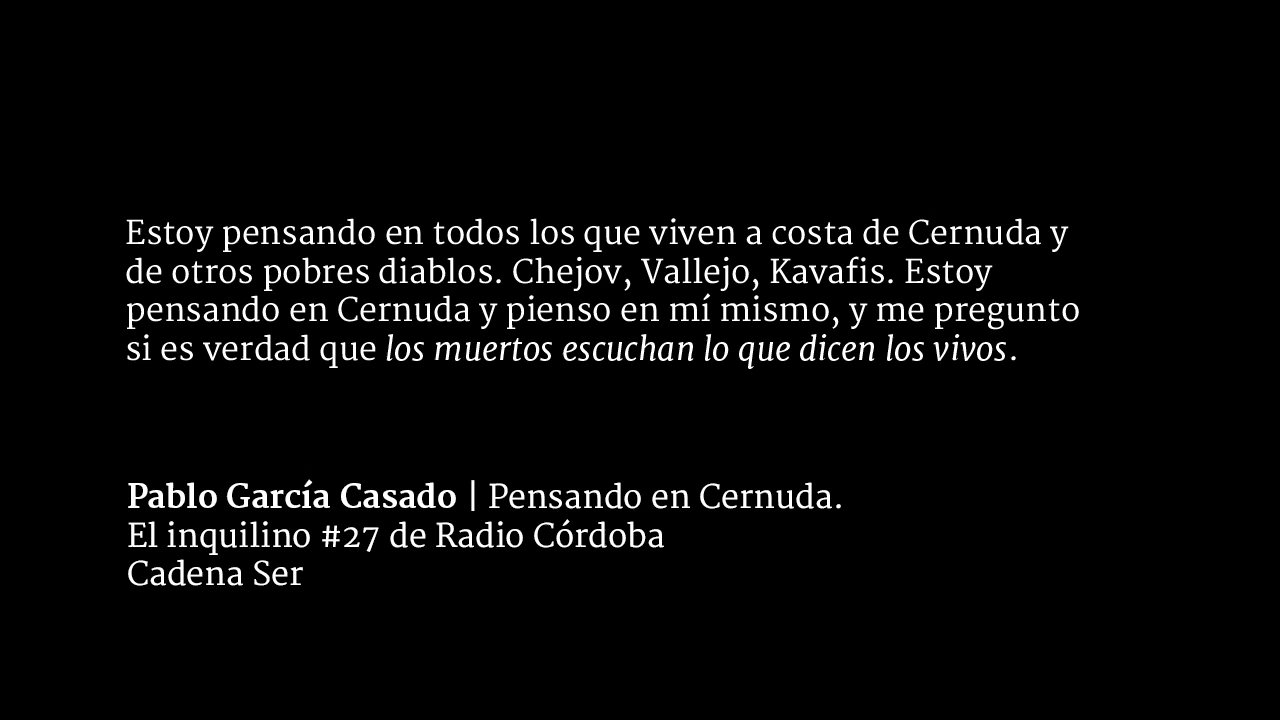 Estoy pensando en todos los que viven a costa de Cernuda y
de otros pobres diablos. Chejov, Vallejo, Kavafis. Estoy
pensando en Cernuda y pienso en mí mismo, y me pregunto
si es verdad que los muertos escuchan lo que dicen los vivos.
Pablo García Casado | Pensando en Cernuda.
El inquilino #27 de Radio Córdoba
Cadena Ser